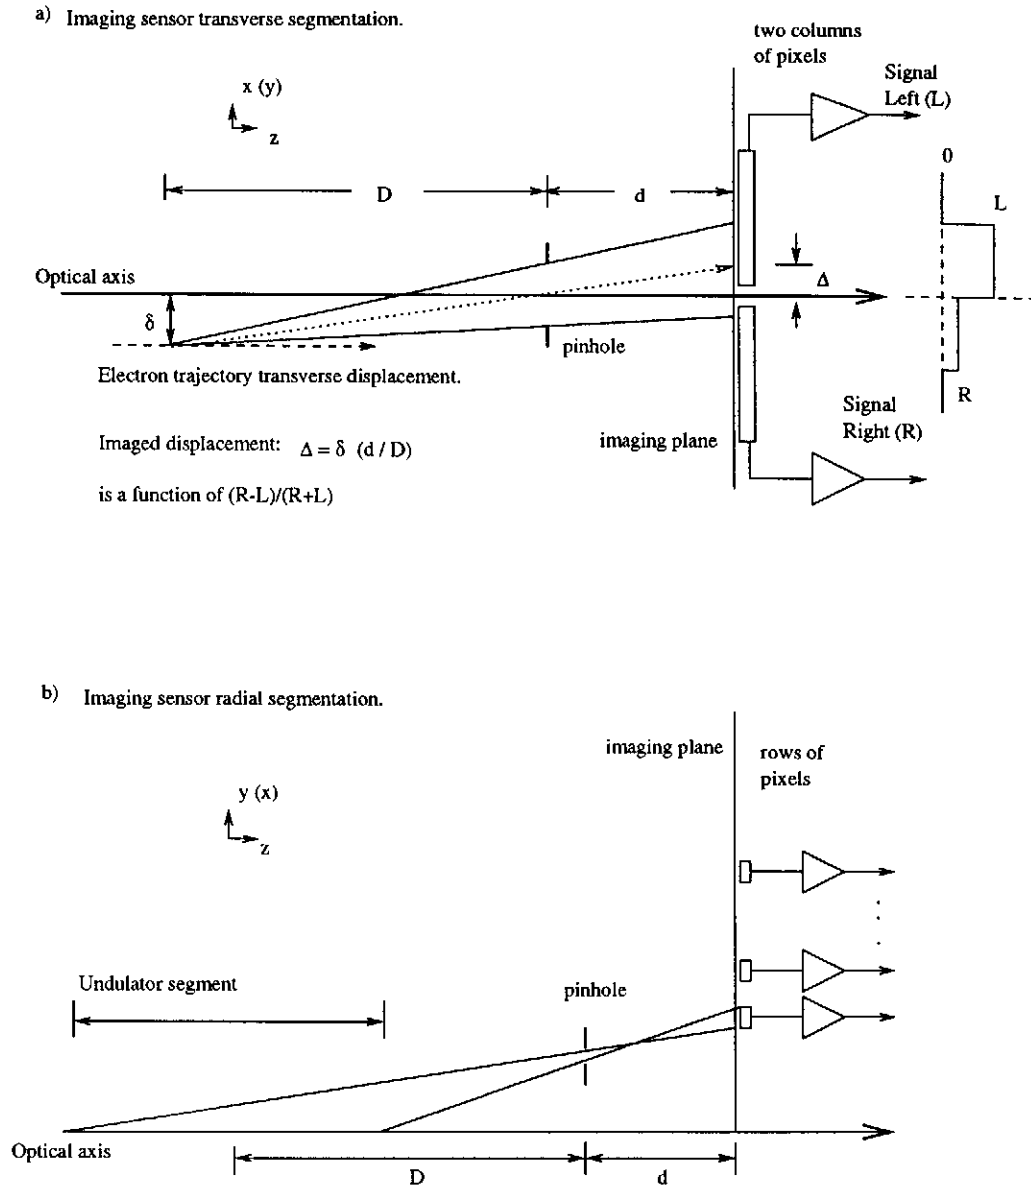 a) Imaging sensor transverse segmentation.
two columns
of pixels
Signal
Left (L)
x (y)
z
0
D
d
L
Optical axis
Δ
δ
pinhole
R
Electron trajectory transverse displacement.
Signal
Right (R)
imaging plane
Imaged displacement: Δ = δ (d / D)
is a function of (R-L)/(R+L)
b) Imaging sensor radial segmentation.
imaging plane
rows of
pixels
y (x)
z
Undulator segment
pinhole
Optical axis
D
d